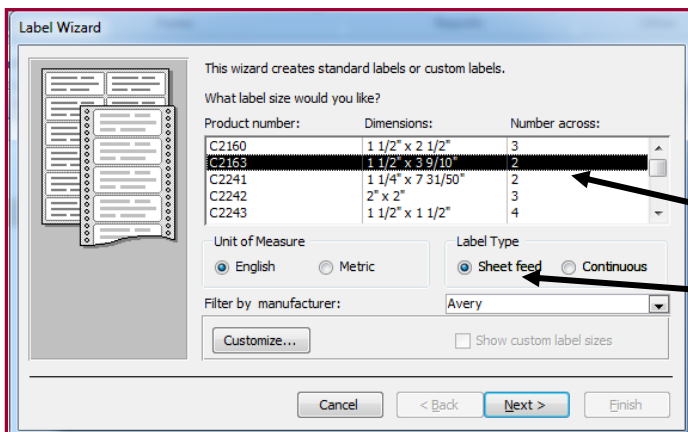 Label Wizard
This wizard creates standard labels or custom labels.
What label size would you like?
Product number: Dimensions: Number across:
C2160 1 1/2" x 2 1/2" 3
C2163 1 1/2" x 3 9/10" 2
C2241 1 1/4" x 7 31/50" 2
C2242 2" x 2" 3
C2243 1 1/2" x 1 1/2" 4
Unit of Measure Label Type
English Metric Sheet feed Continuous
Filter by manufacturer: Avery
Customize... Show custom label sizes
Cancel < Back Next > Finish